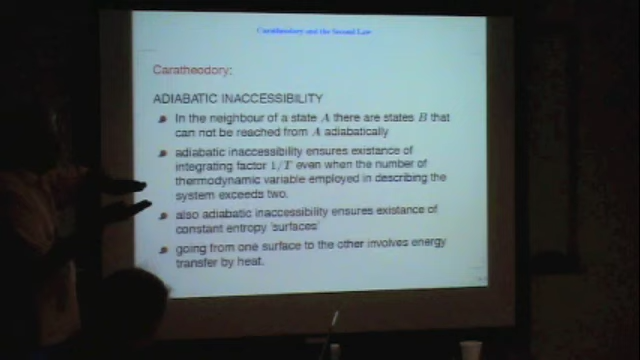 Caratheodory and the Second Law
Caratheodory:
ADIABATIC INACCESSIBILITY
In the neighbour of a state A there are states B that
can not be reached from A adiabatically
adiabatic inaccessibility ensures existance of
integrating factor 1/T even when the number of
thermodynamic variable employed in describing the
system exceeds two.
also adiabatic inaccessibility ensures existance of
constant entropy 'surfaces'
going from one surface to the other involves energy
transfer by heat.